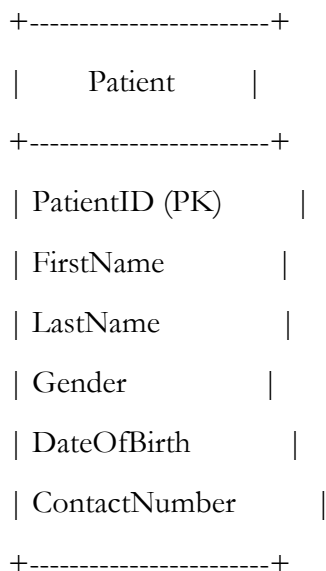 +------------------------+
| Patient |
+------------------------+
| PatientID (PK) |
| FirstName |
| LastName |
| Gender |
| DateOfBirth |
| ContactNumber |
+------------------------+